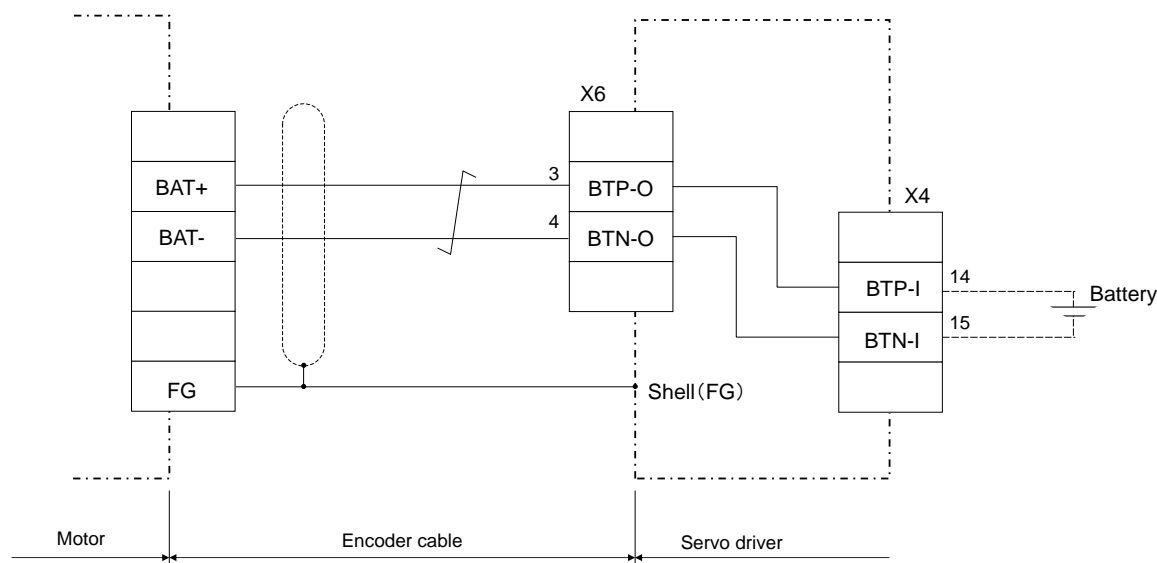 X6
BAT+
3
BTP-O
X4
BAT-
4
BTN-O
BTP-I
14
Battery
BTN-I
15
FG
Shell(FG)
Motor
Encoder cable
Servo driver